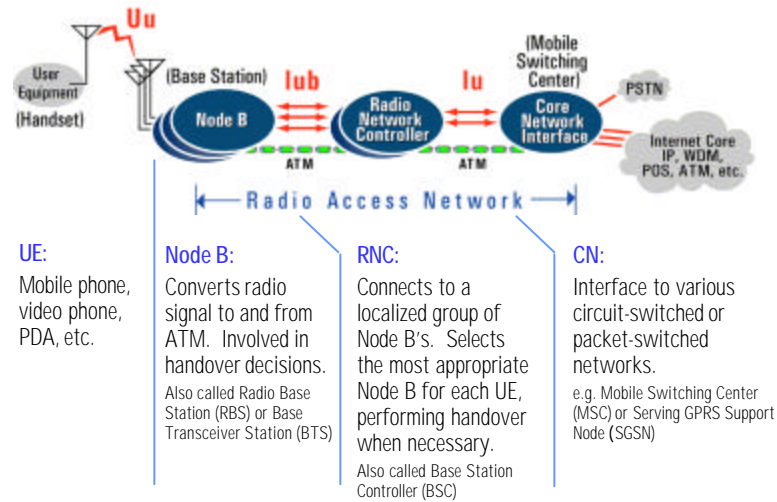 Uu
User
Equipment
(Handset)
(Base Station)
Node B
Iub
ATM
Radio
Network
Controller
Iu
ATM
(Mobile
Switching
Center)
Core
Network
Interface
PSTN
Internet Core
IP, WDM,
POS, ATM, etc.
Radio Access Network
UE:
Mobile phone,
video phone,
PDA, etc.
Node B:
Converts radio
signal to and from
ATM. Involved in
handover decisions.
Also called Radio Base
Station (RBS) or Base
Transceiver Station (BTS)
RNC:
Connects to a
localized group of
Node B's. Selects
the most appropriate
Node B for each UE,
performing handover
when necessary.
Also called Base Station
Controller (BSC)
CN:
Interface to various
circuit-switched or
packet-switched
networks.
e.g. Mobile Switching Center
(MSC) or Serving GPRS Support
Node (SGSN)